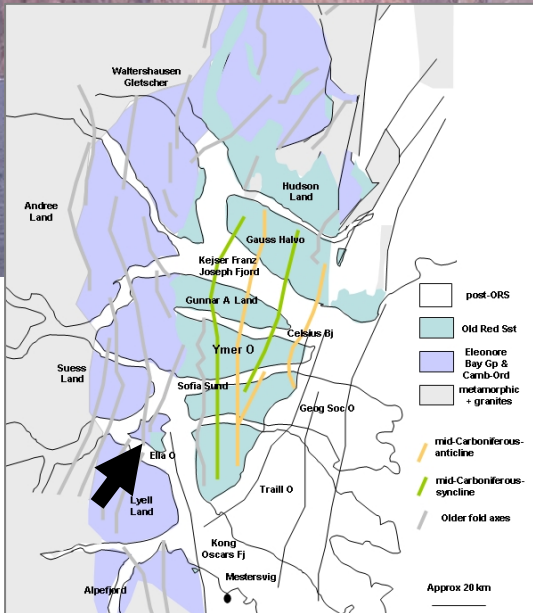 Waltershausen
Gletscher
Andree
Land
Hudson
Land
Gauss Halvo
Kejser Franz
Joseph Fjord
Gunnar A Land
Celsius Bj
Ymer O
Suess
Land
Sofia Sund
Geog Soc O
Ella O
Lyell
Land
Traill O
Kong
Oscars Fj
Mestersvig
Alpefjord
post-ORS
Old Red Sst
Eleonore
Bay Gp &
Camb-Ord
metamorphic
+ granites
mid-Carboniferous-
anticline
mid-Carboniferous-
syncline
Older fold axes
Approx 20 km